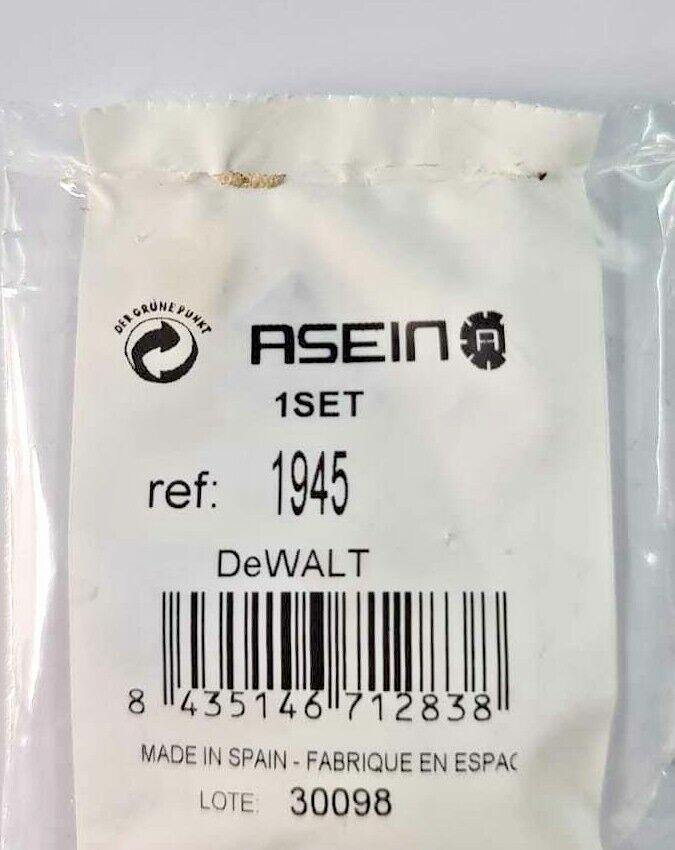 DER GRÜNE PUNKT
ASEIN
1SET
ref: 1945
DeWALT
8 435146 712838
MADE IN SPAIN - FABRIQUE EN ESPAC
LOTE: 30098